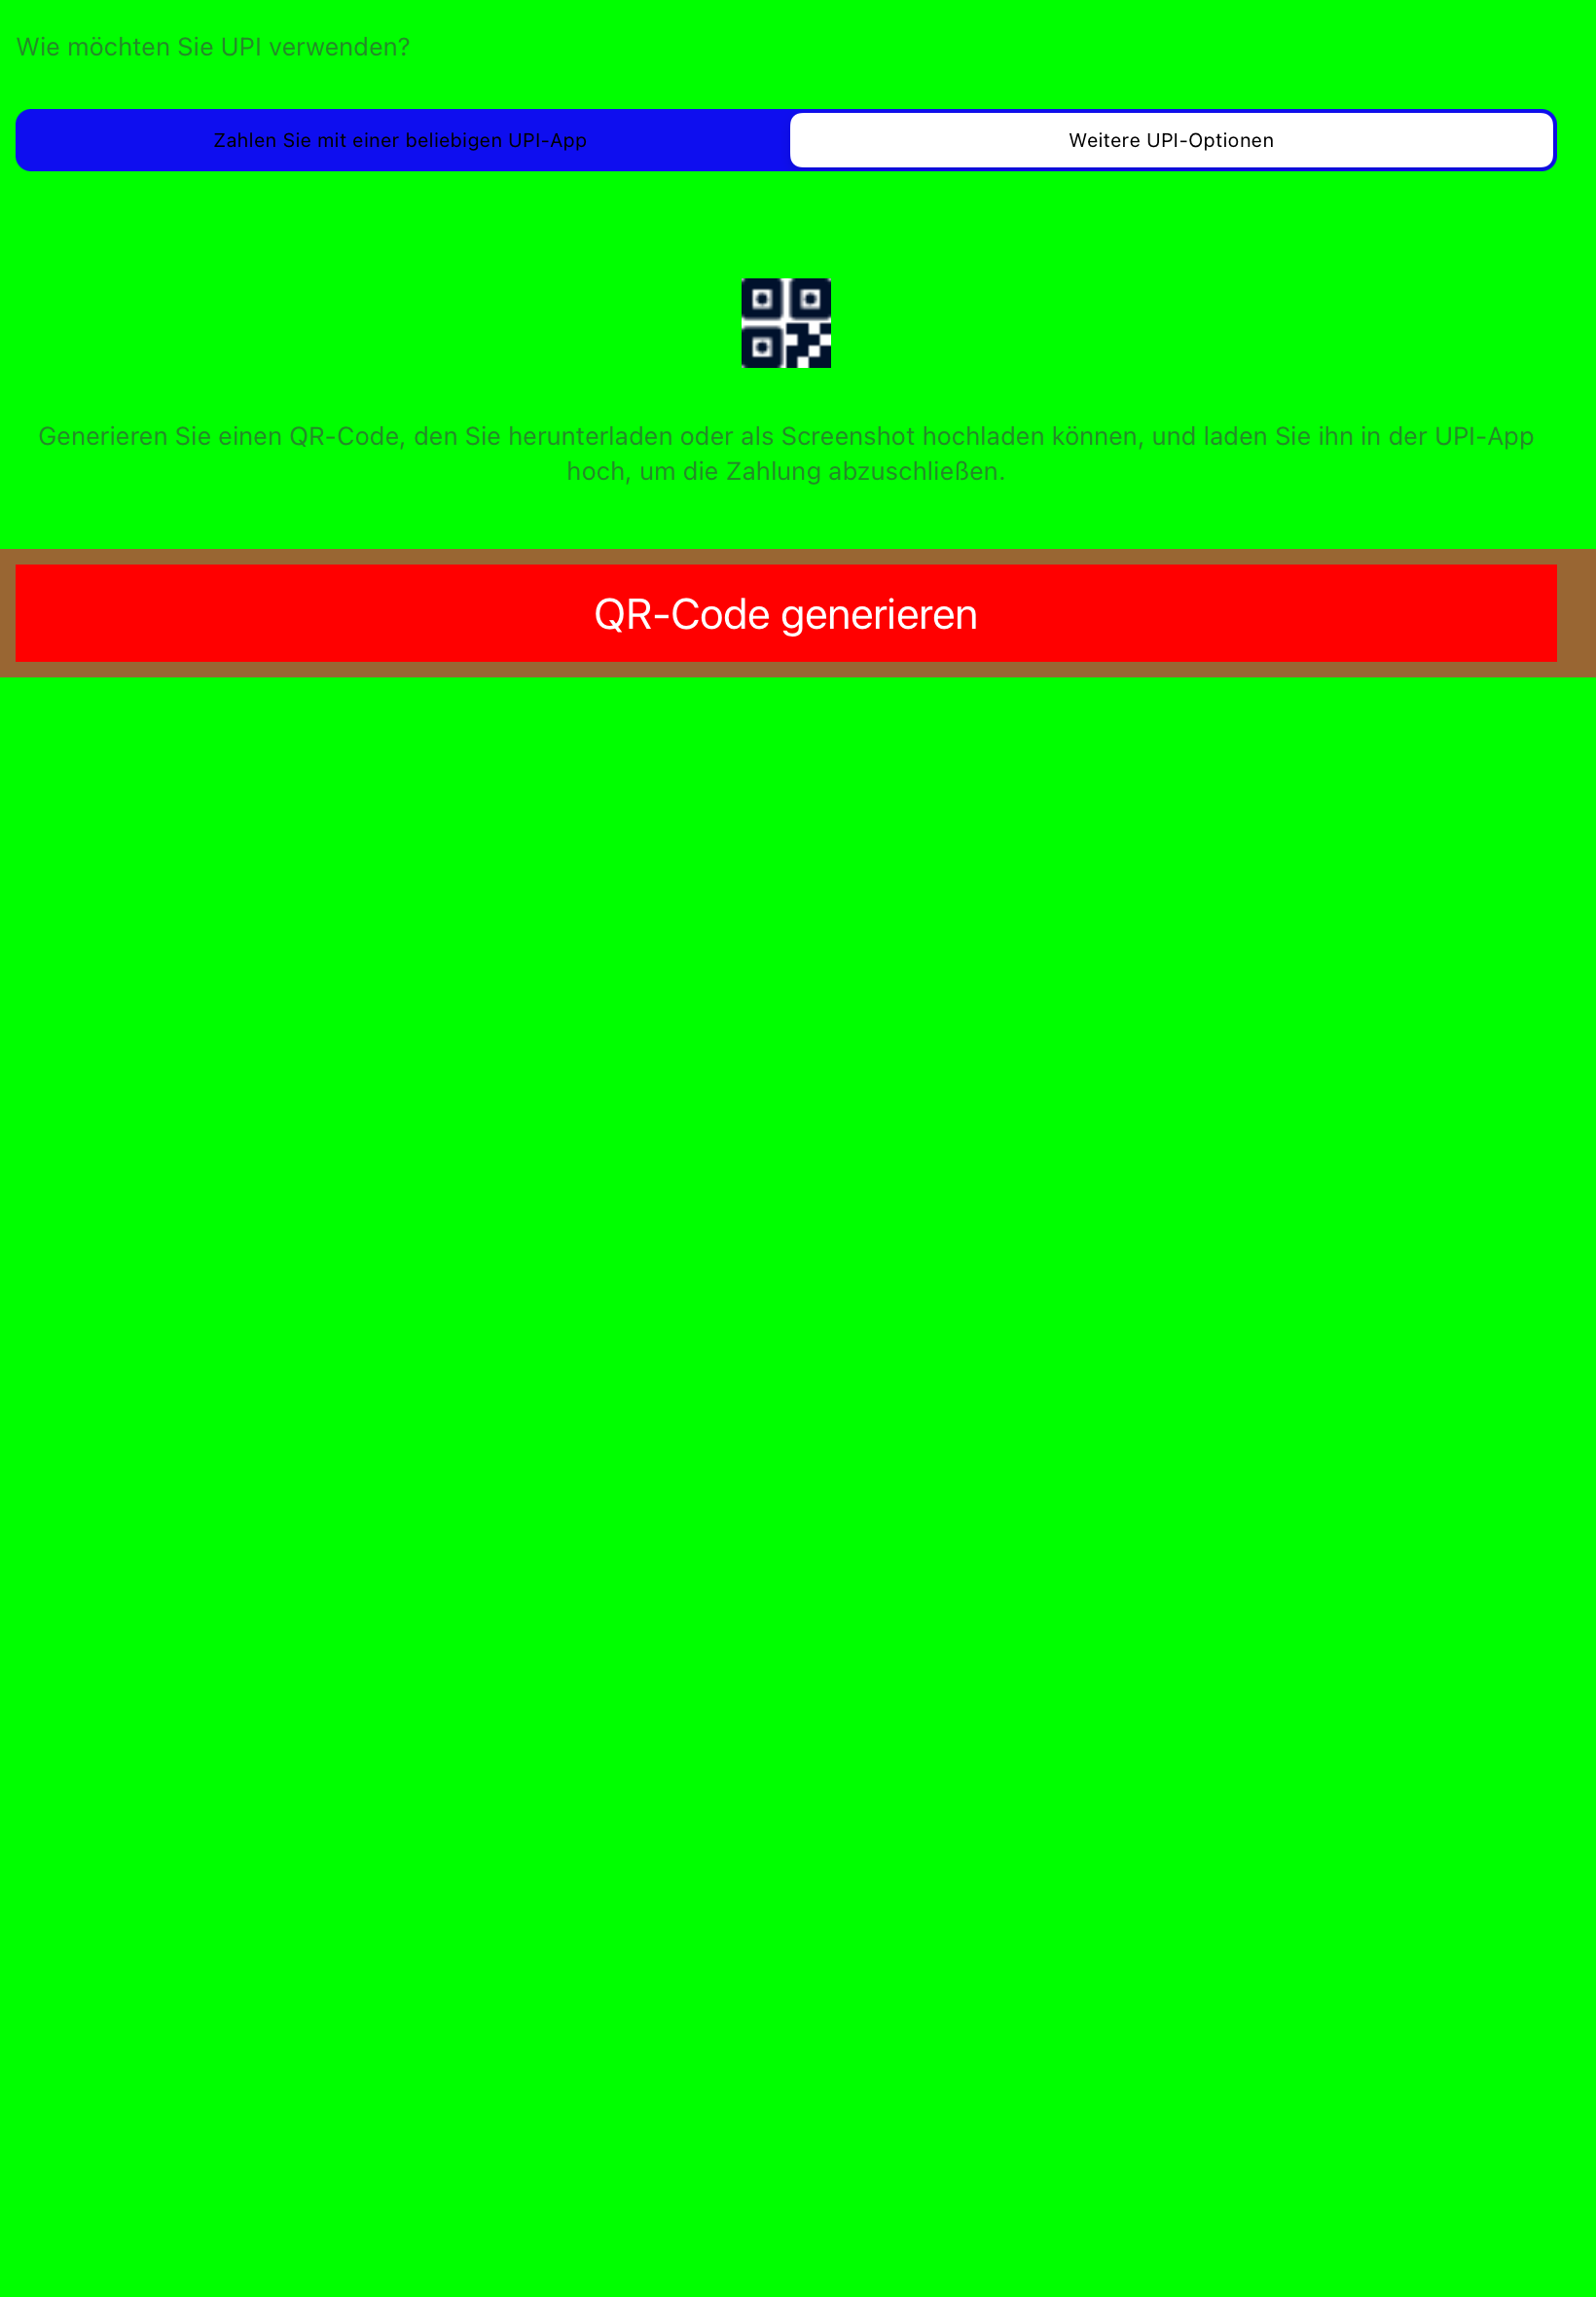 Wie möchten Sie UPI verwenden?
Zahlen Sie mit einer beliebigen UPI-App
Weitere UPI-Optionen
Generieren Sie einen QR-Code, den Sie herunterladen oder als Screenshot hochladen können, und laden Sie ihn in der UPI-App
hoch, um die Zahlung abzuschließen.
QR-Code generieren